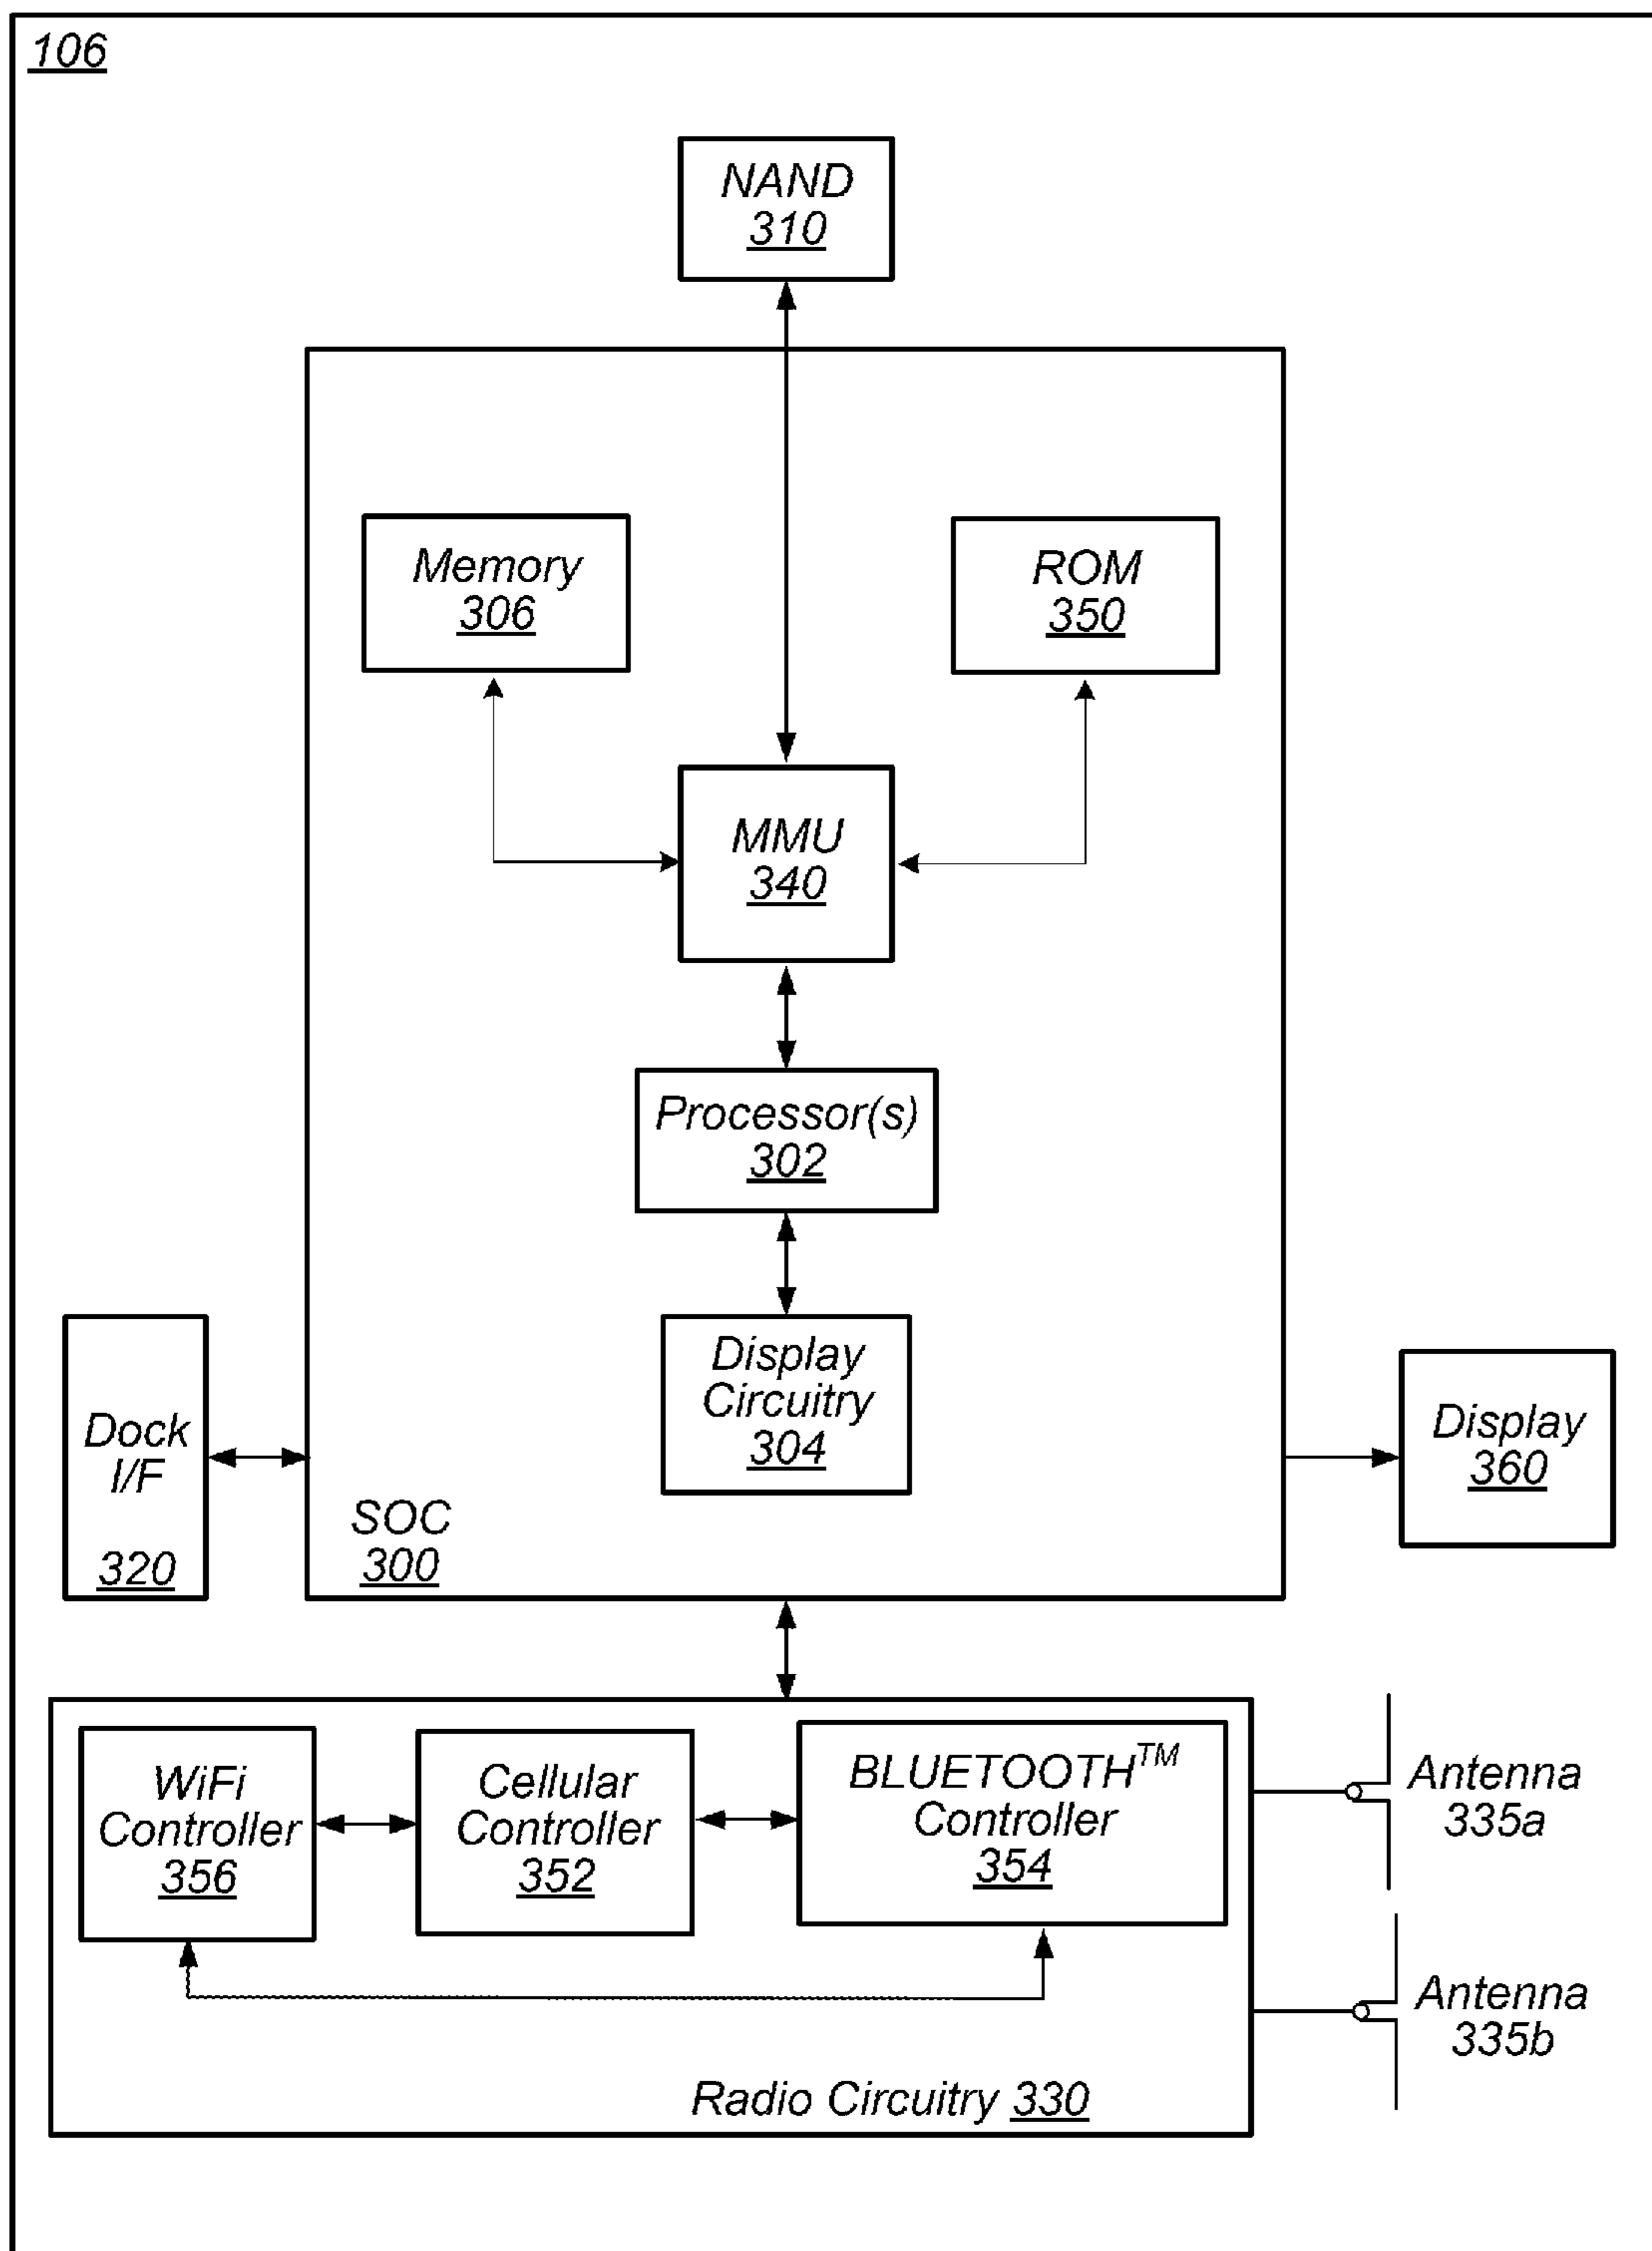 106
NAND
310
Memory
306
ROM
350
MMU
340
Processor(s)
302
Display
Circuitry
304
Dock
I/F
320
SOC
300
Display
360
WiFi
Controller
356
Cellular
Controller
352
BLUETOOTH™
Controller
354
Antenna
335a
Antenna
335b
Radio Circuitry 330